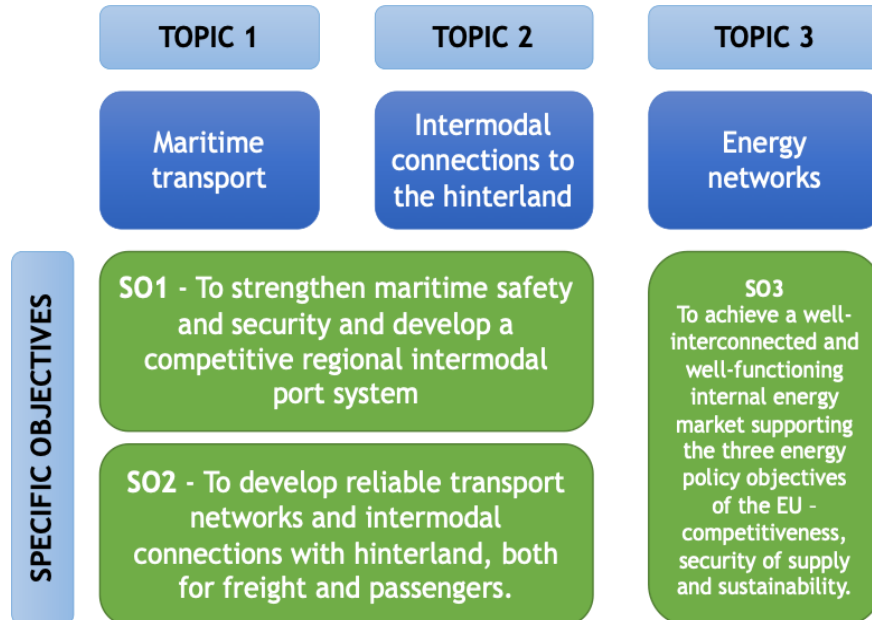 TOPIC 1
TOPIC 2
TOPIC 3
Maritime
transport
Intermodal
connections to
the hinterland
Energy
networks
SPECIFIC OBJECTIVES
SO1 - To strengthen maritime safety
and security and develop a
competitive regional intermodal
port system
SO2 - To develop reliable transport
networks and intermodal
connections with hinterland, both
for freight and passengers.
SO3
To achieve a well-
interconnected and
well-functioning
internal energy
market supporting
the three energy
policy objectives
of the EU –
competitiveness,
security of supply
and sustainability.